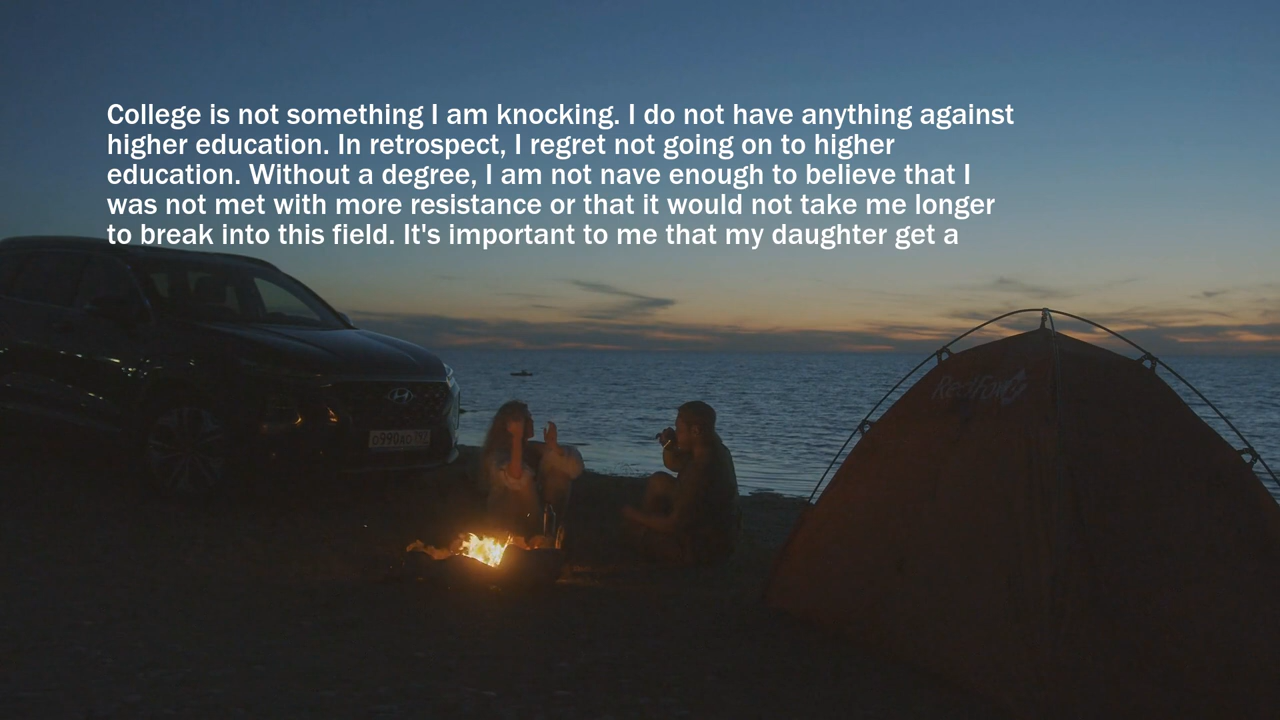 College is not something I am knocking. I do not have anything against
higher education. In retrospect, I regret not going on to higher
education. Without a degree, I am not nave enough to believe that I
was not met with more resistance or that it would not take me longer
to break into this field. It's important to me that my daughter get a